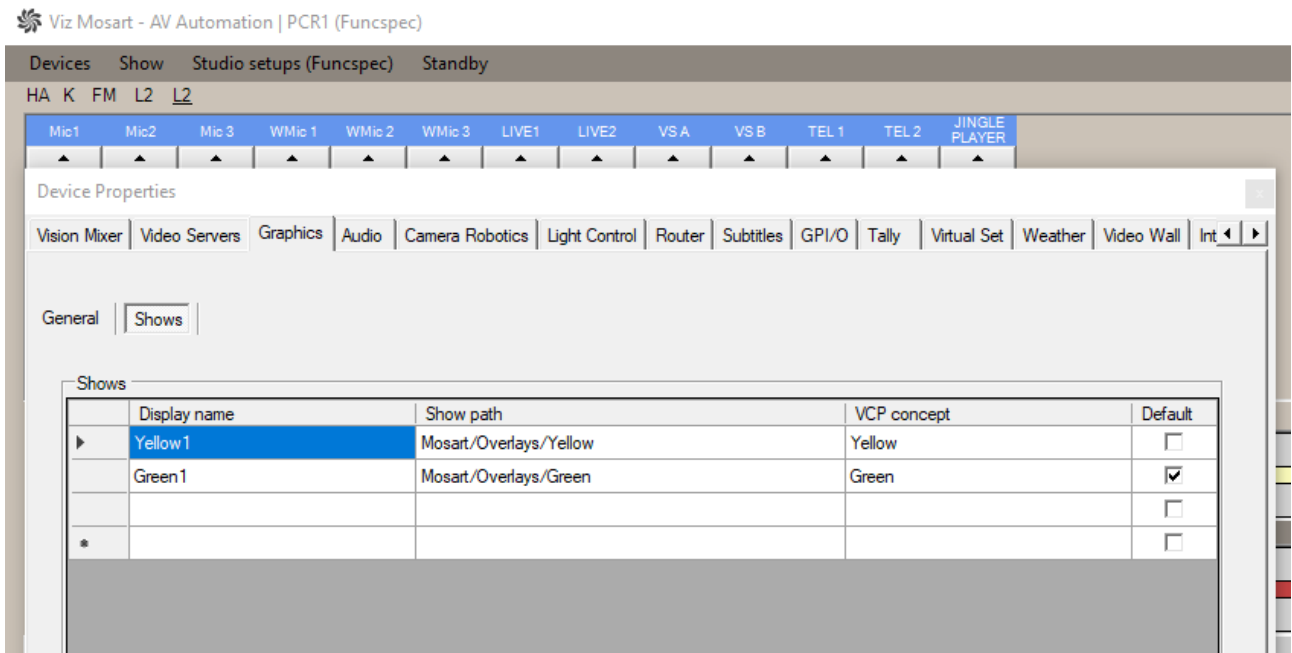 Viz Mosart - AV Automation | PCR1 (Funcspec)
Devices Show Studio setups (Funcspec) Standby
HA K FM L2 L2
Mic1 Mic2 Mic 3 WMic 1 WMic 2 WMic 3 LIVE1 LIVE2 VS A VS B TEL 1 TEL 2 JINGLE PLAYER
Device Properties
Vision Mixer Video Servers Graphics Audio Camera Robotics Light Control Router Subtitles GPI/O Tally Virtual Set Weather Video Wall Int
General Shows
Shows
Display name Show path VCP concept Default
Yellow1 Mosart/Overlays/Yellow Yellow
Green1 Mosart/Overlays/Green Green